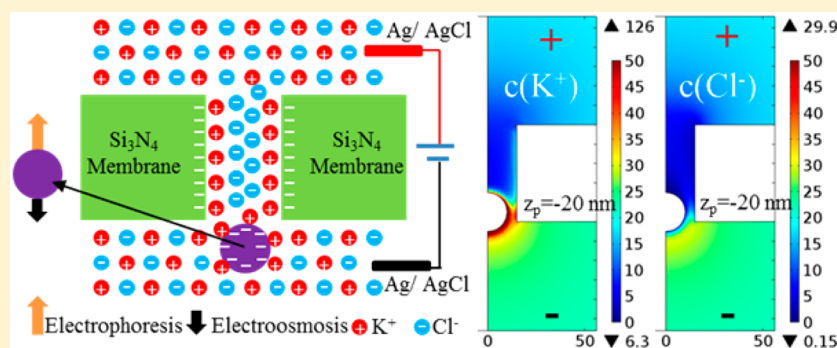 Ag/ AgCl
Si₃N₄
Membrane
Si₃N₄
Membrane
Ag/ AgCl
Electrophoresis Electroosmosis K⁺ Cl⁻
126
+
c(K⁺)
zₚ=-20 nm
-
50
45
40
35
30
25
20
15
10
5
0
6.3
0 50
29.9
+
c(Cl⁻)
zₚ=-20 nm
-
50
45
40
35
30
25
20
15
10
5
0
0.15
0 50